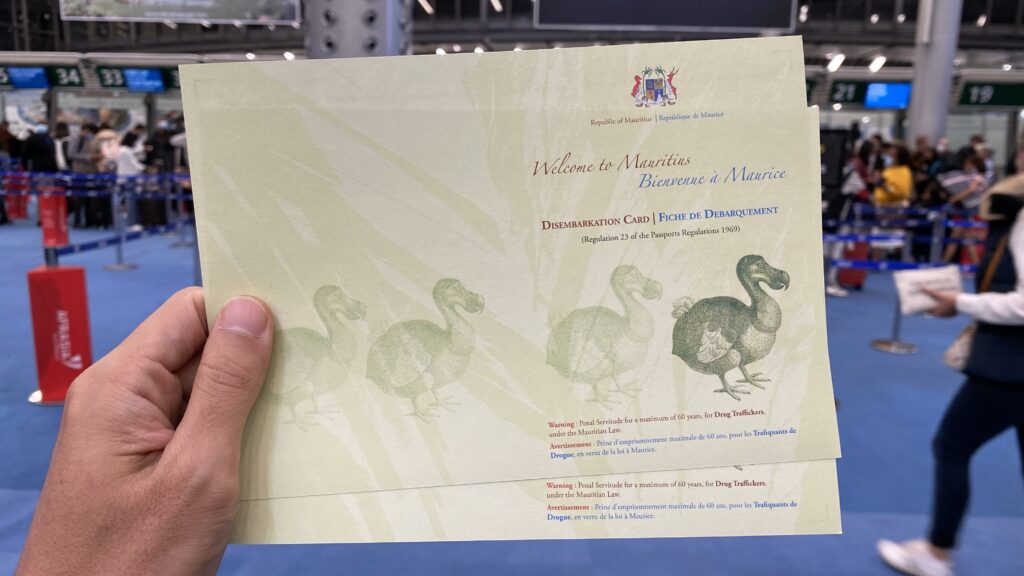 34
33
21
19
AIRASIA
Republic of Mauritius | Republique de Maurice
Welcome to Mauritius
Bienvenue à Maurice
DISEMBARKATION CARD | FICHE DE DEBARQUEMENT
(Regulation 23 of the Passports Regulations 1969)
Warning : Penal Servitude for a maximum of 60 years, for Drug Traffickers,
under the Mauritian Law.
Avertissement : Peine d'emprisonnement maximale de 60 ans, pour les Trafiquants de
Drogue, en vertu de la loi à Maurice.
Warning : Penal Servitude for a maximum of 60 years, for Drug Traffickers,
under the Mauritian Law.
Avertissement : Peine d'emprisonnement maximale de 60 ans, pour les Trafiquants de
Drogue, en vertu de la loi à Maurice.